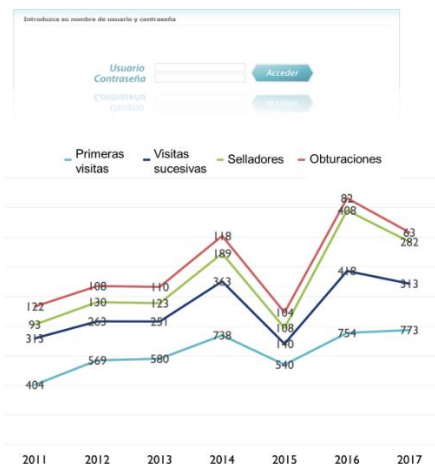 Introduzca su nombre de usuario y contraseña
Usuario
Contraseña
Acceder
Primeras visitas
Visitas sucesivas
Selladores
Obturaciones
122 108 110 118 104 82 63
93 130 123 189 108 408 282
313 263 251 363 140 418 313
404 569 580 738 540 754 773
2011 2012 2013 2014 2015 2016 2017